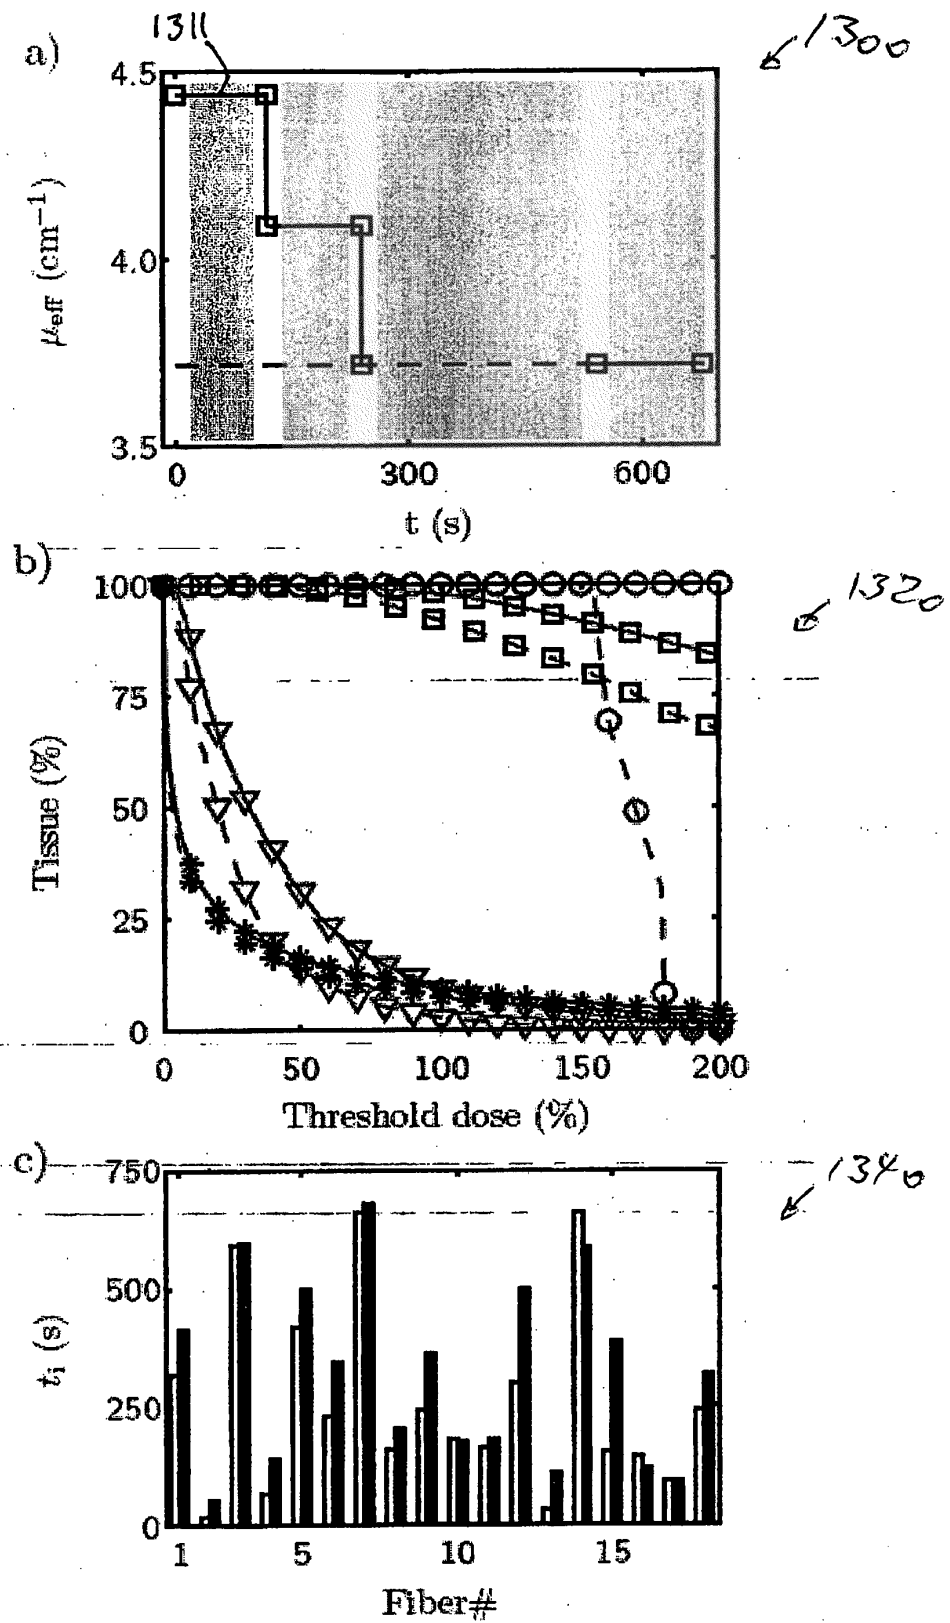 1311
a)
1300
4.5
4.0
3.5
μeff (cm−1)
0 300 600
t (s)
b)
1320
100
75
50
25
0
Tissue (%)
0 50 100 150 200
Threshold dose (%)
c)
1340
750
500
250
0
ti (s)
1 5 10 15
Fiber#